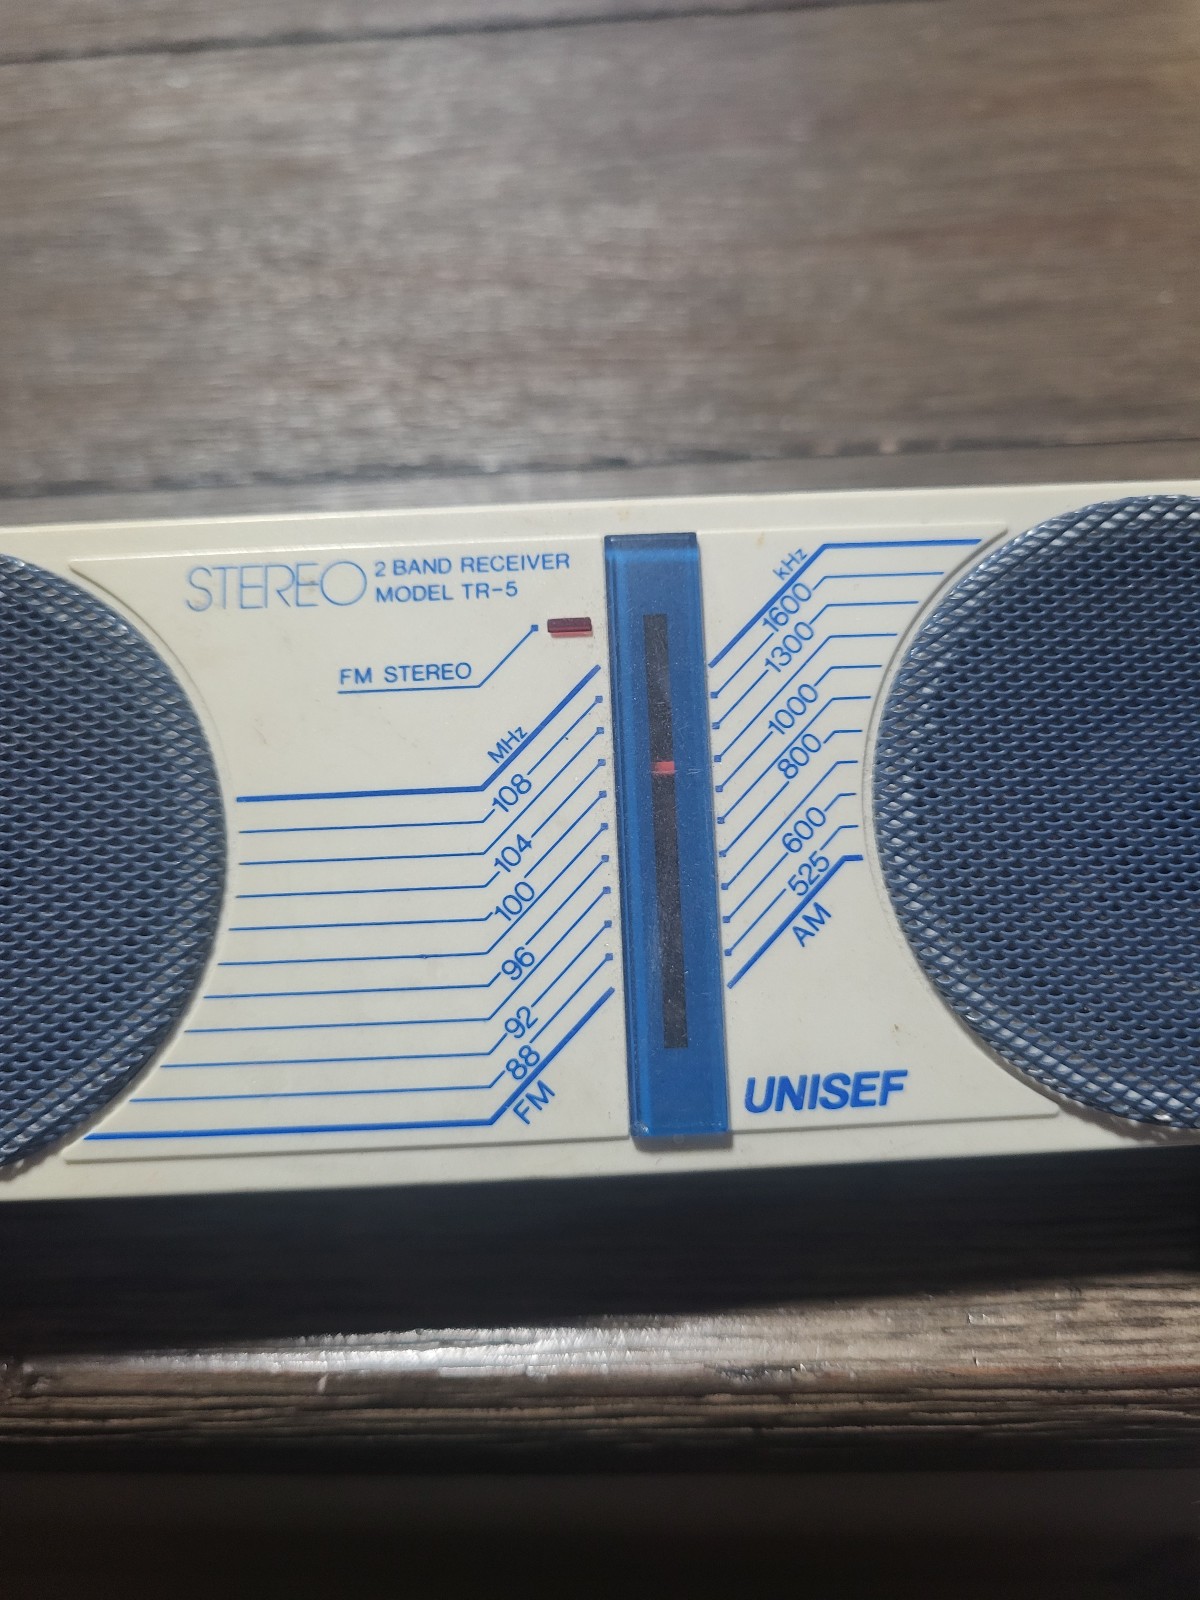 STEREO
2 BAND RECEIVER
MODEL TR-5
FM STEREO
MHz
108
104
100
96
92
88
FM
kHz
1600
1300
1000
800
600
525
AM
UNISEF